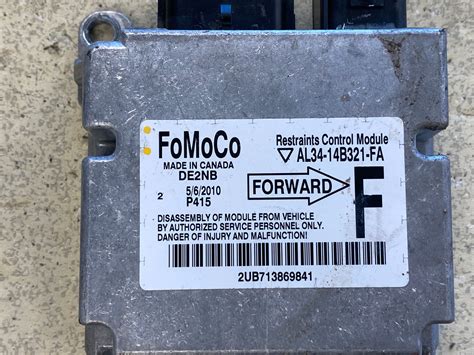 FoMoCo
MADE IN CANADA
DE2NB
5/6/2010
2
P415
Restraints Control Module
AL34-14B321-FA
FORWARD
F
DISASSEMBLY OF MODULE FROM VEHICLE
BY AUTHORIZED SERVICE PERSONNEL ONLY.
DANGER OF INJURY AND MALFUNCTION!
2UB713869841